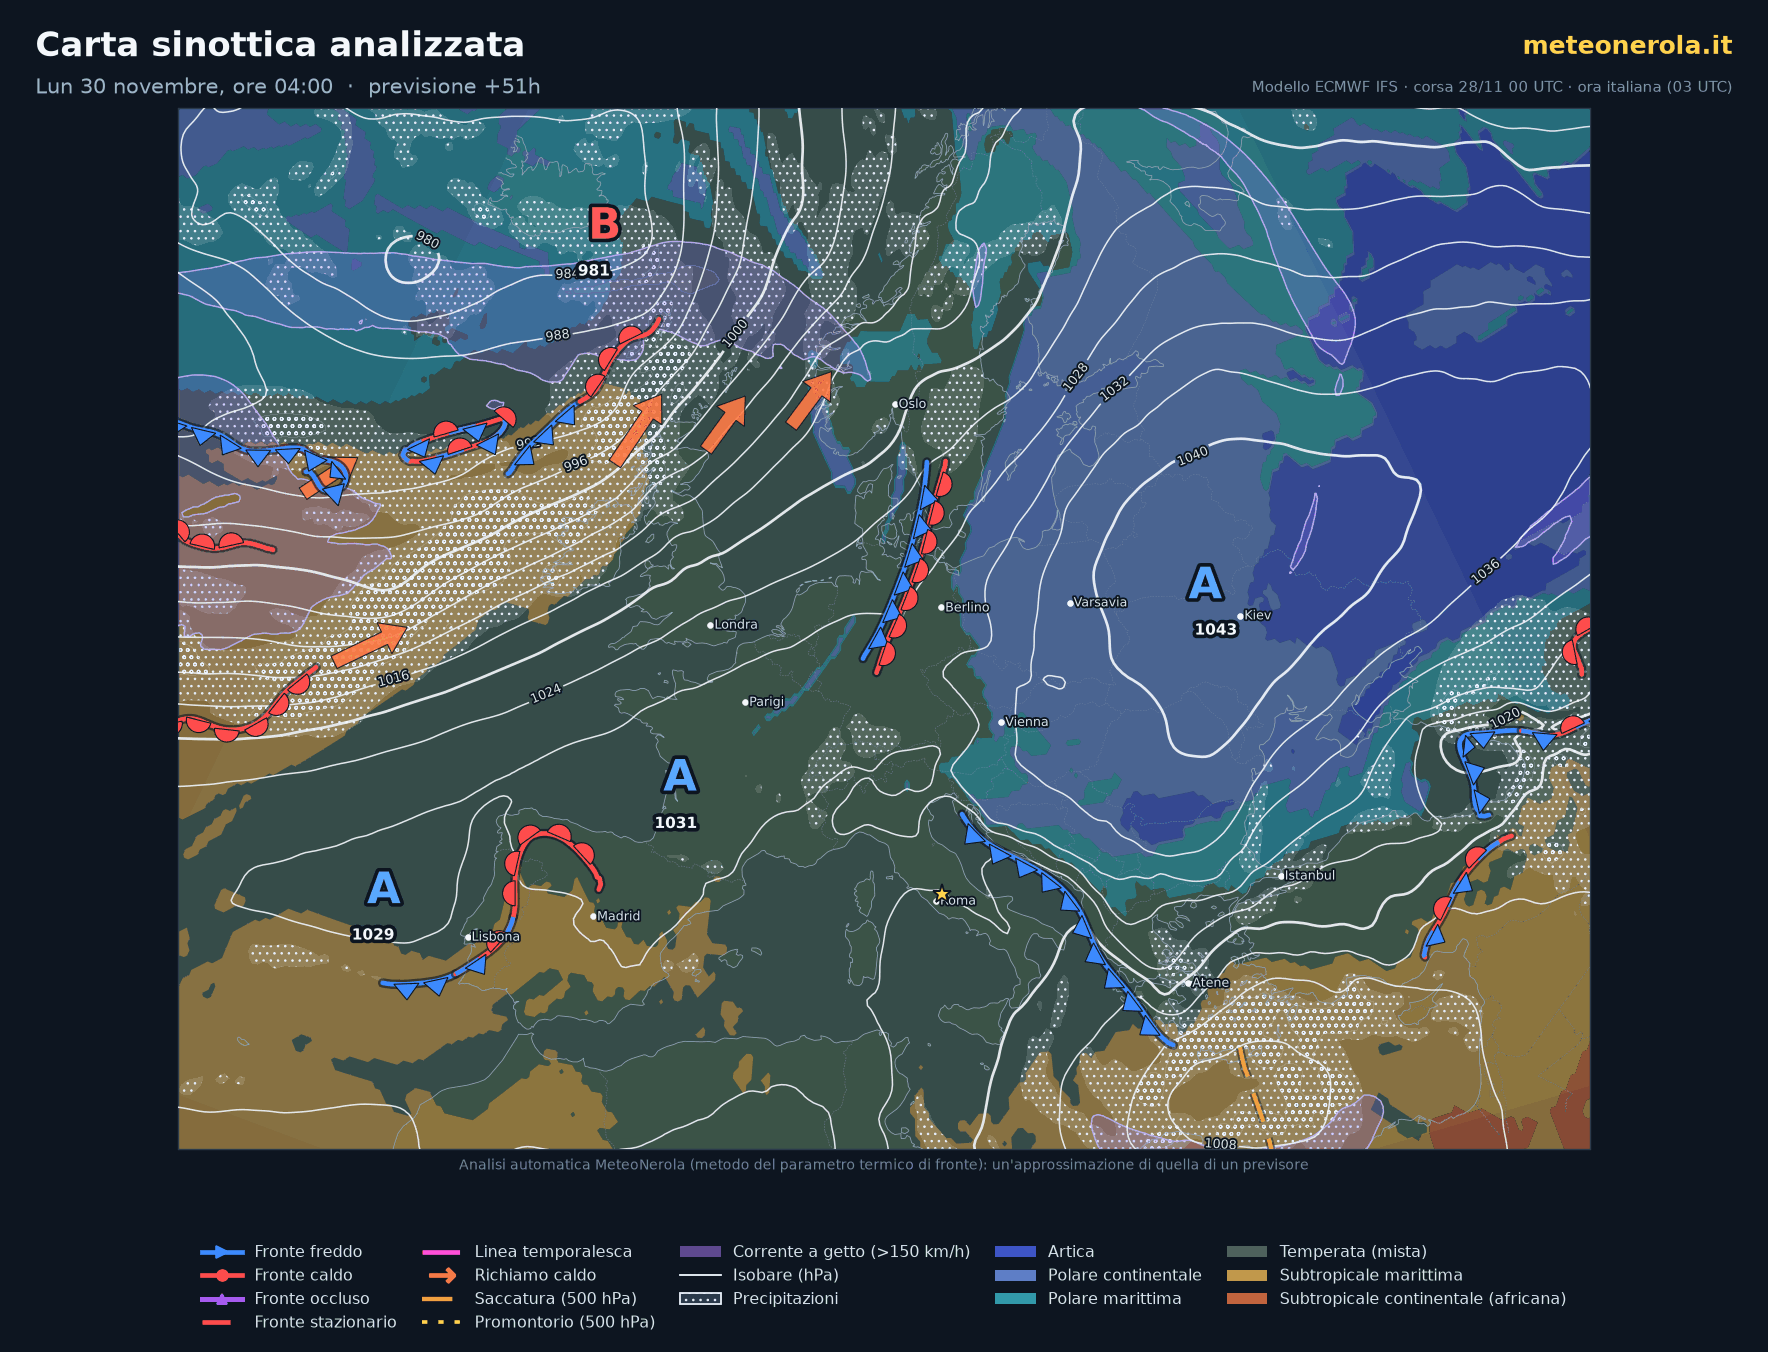 Carta sinottica analizzata
meteonerola.it
Lun 30 novembre, ore 04:00 · previsione +51h
Modello ECMWF IFS · corsa 28/11 00 UTC · ora italiana (03 UTC)
B
980
984
981
988
1000
1028
1032
Oslo
996
1040
1036
A
1043
Berlino
Varsavia
Kiev
Londra
1016
1024
Parigi
Vienna
1020
A
1031
A
1029
Istanbul
Roma
Madrid
Lisbona
Atene
1008
Analisi automatica MeteoNerola (metodo del parametro termico di fronte): un'approssimazione di quella di un previsore
Fronte freddo
Fronte caldo
Fronte occluso
Fronte stazionario
Linea temporalesca
Richiamo caldo
Saccatura (500 hPa)
Promontorio (500 hPa)
Corrente a getto (>150 km/h)
Isobare (hPa)
Precipitazioni
Artica
Polare continentale
Polare marittima
Temperata (mista)
Subtropicale marittima
Subtropicale continentale (africana)